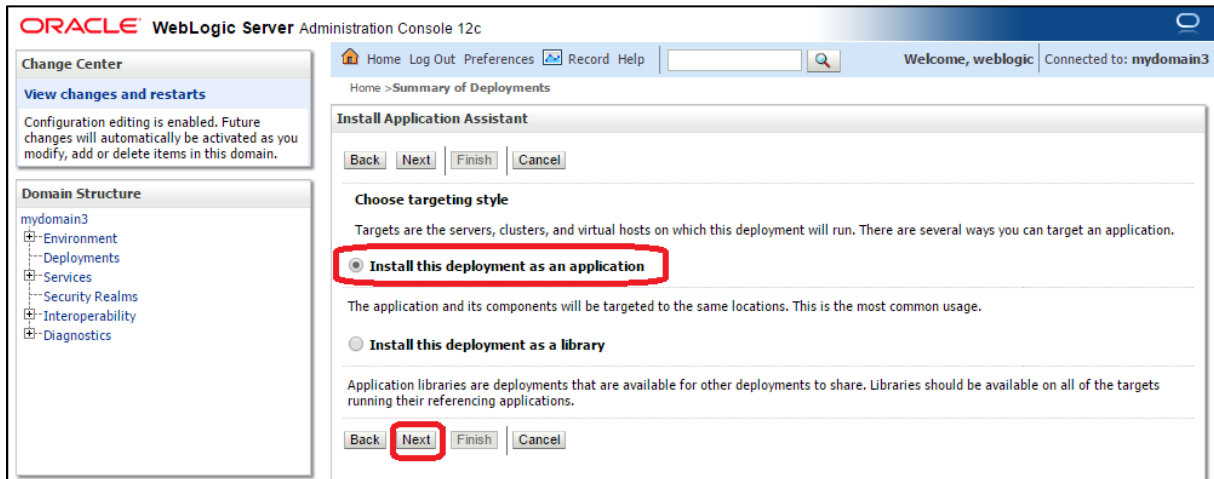 ORACLE WebLogic Server Administration Console 12c
Change Center
View changes and restarts
Configuration editing is enabled. Future
changes will automatically be activated as you
modify, add or delete items in this domain.
Domain Structure
mydomain3
Environment
Deployments
Services
Security Realms
Interoperability
Diagnostics
Home Log Out Preferences Record Help
Welcome, weblogic Connected to: mydomain3
Home >Summary of Deployments
Install Application Assistant
Back Next Finish Cancel
Choose targeting style
Targets are the servers, clusters, and virtual hosts on which this deployment will run. There are several ways you can target an application.
Install this deployment as an application
The application and its components will be targeted to the same locations. This is the most common usage.
Install this deployment as a library
Application libraries are deployments that are available for other deployments to share. Libraries should be available on all of the targets
running their referencing applications.
Back Next Finish Cancel